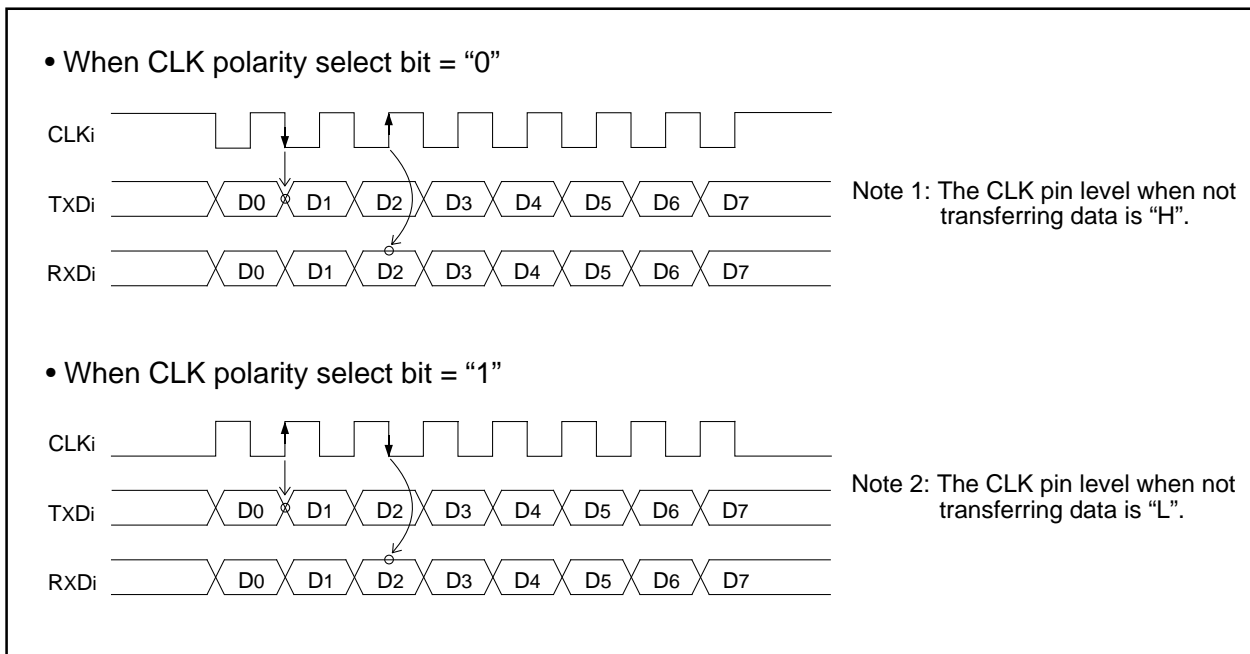 • When CLK polarity select bit = “0”
CLKi
TXDi D0 D1 D2 D3 D4 D5 D6 D7
RXDi D0 D1 D2 D3 D4 D5 D6 D7
Note 1: The CLK pin level when not
transferring data is “H”.
• When CLK polarity select bit = “1”
CLKi
TXDi D0 D1 D2 D3 D4 D5 D6 D7
RXDi D0 D1 D2 D3 D4 D5 D6 D7
Note 2: The CLK pin level when not
transferring data is “L”.